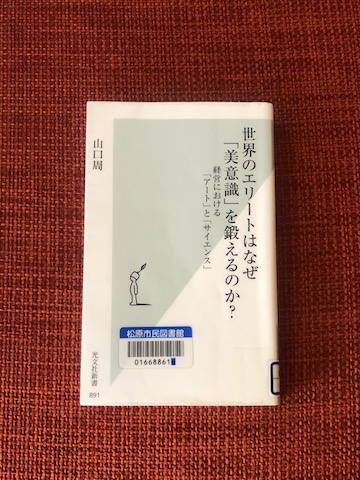 世界のエリートはなぜ
「美意識」を鍛えるのか？
経営における
「アート」と「サイエンス」
山口周
松原市民図書館
01668861
光文社新書
891